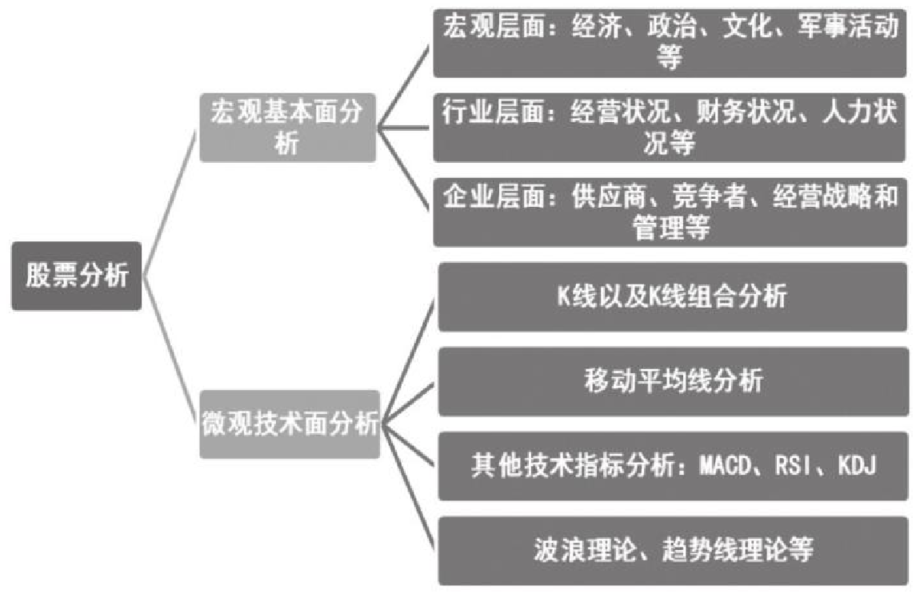 宏观层面：经济、政治、文化、军事活动
等
宏观基本面分
析
行业层面：经营状况、财务状况、人力状
况等
企业层面：供应商、竞争者、经营战略和
管理等
股票分析
K线以及K线组合分析
移动平均线分析
微观技术面分析
其他技术指标分析：MACD、RSI、KDJ
波浪理论、趋势线理论等